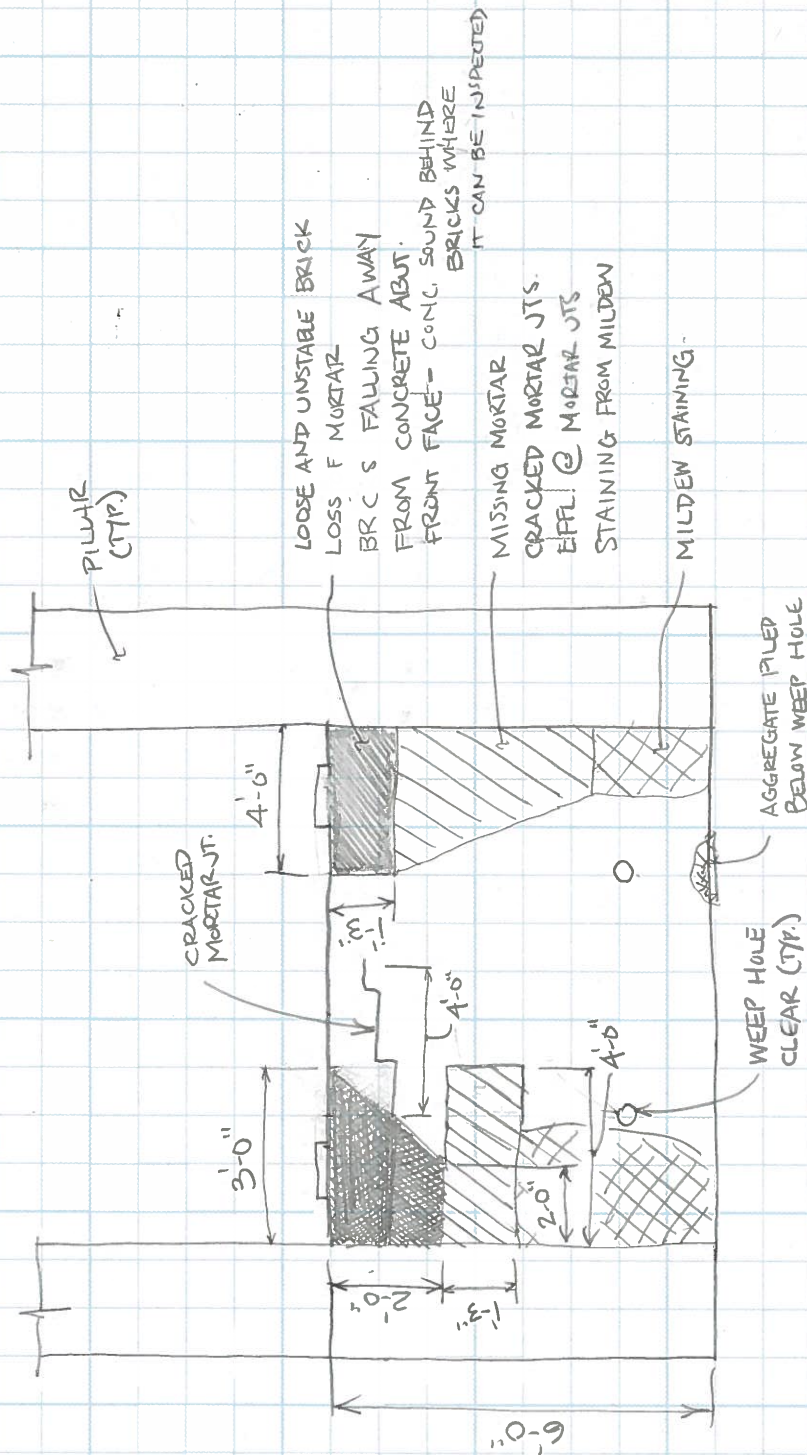 PILLAR
(TYP.)
CRACKED
MORTAR JT.
LOOSE AND UNSTABLE BRICK
LOSS F MORTAR
BR C S FALLING AWAY
FROM CONCRETE ABUT.
FRONT FACE - CONC. SOUND BEHIND
BRICKS WHERE
IT CAN BE INSPECTED
MISSING MORTAR
CRACKED MORTAR JTS.
EFFL. @ MORTAR JTS
STAINING FROM MILDEW
MILDEW STAINING.
3'-0"
4'-0"
1'-3"
4'-0"
2'-0"
1'-3"
2'-0"
4'-0"
6'-0"
WEEP HOLE
CLEAR (TYP.)
AGGREGATE PILED
BELOW WEEP HOLE